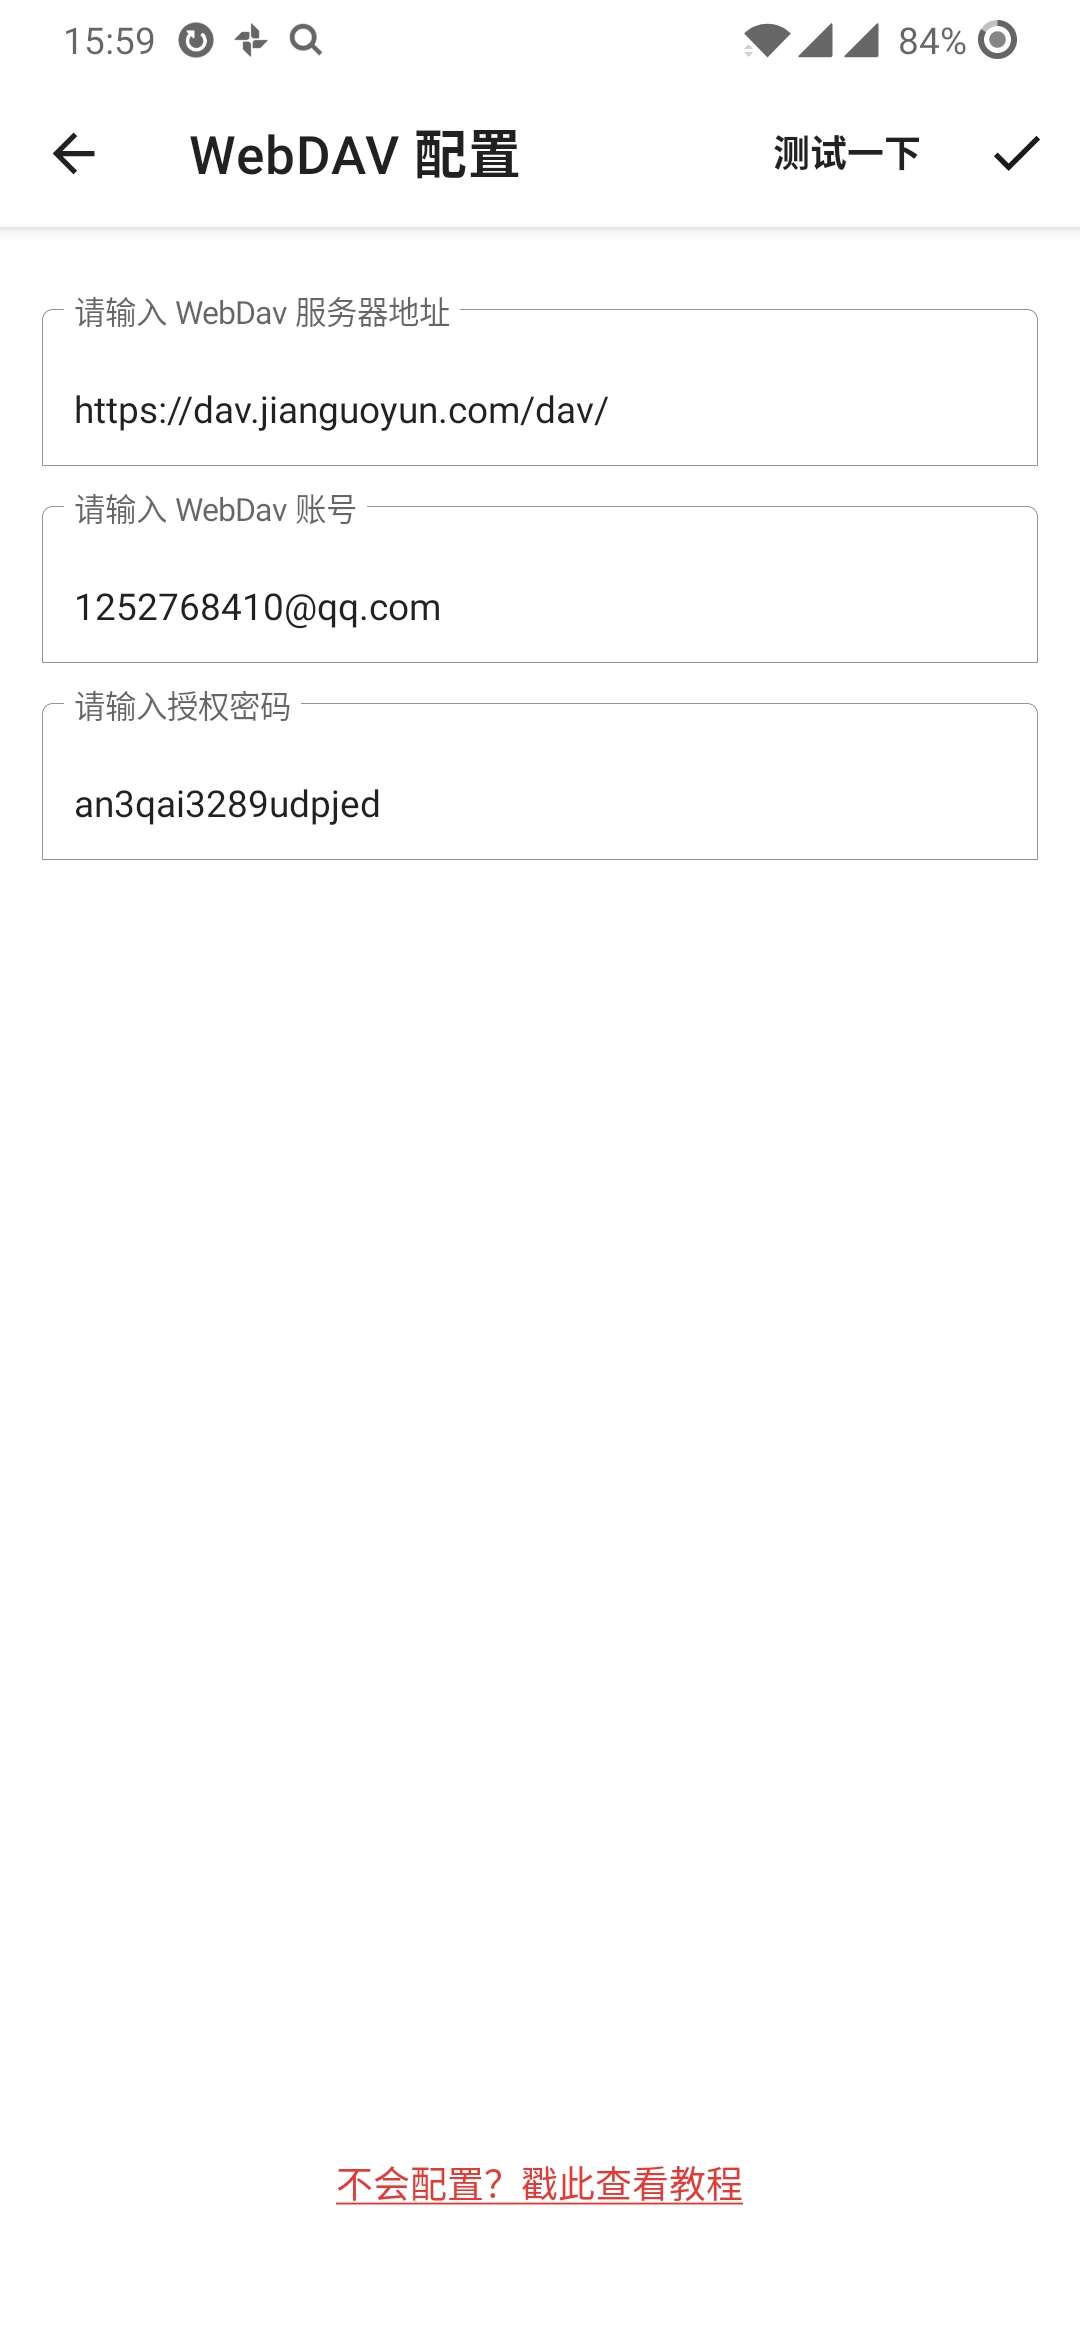 15:59 84%
WebDAV 配置 测试一下
请输入 WebDav 服务器地址
https://dav.jianguoyun.com/dav/
请输入 WebDav 账号
1252768410@qq.com
请输入授权密码
an3qai3289udpjed
不会配置？戳此查看教程